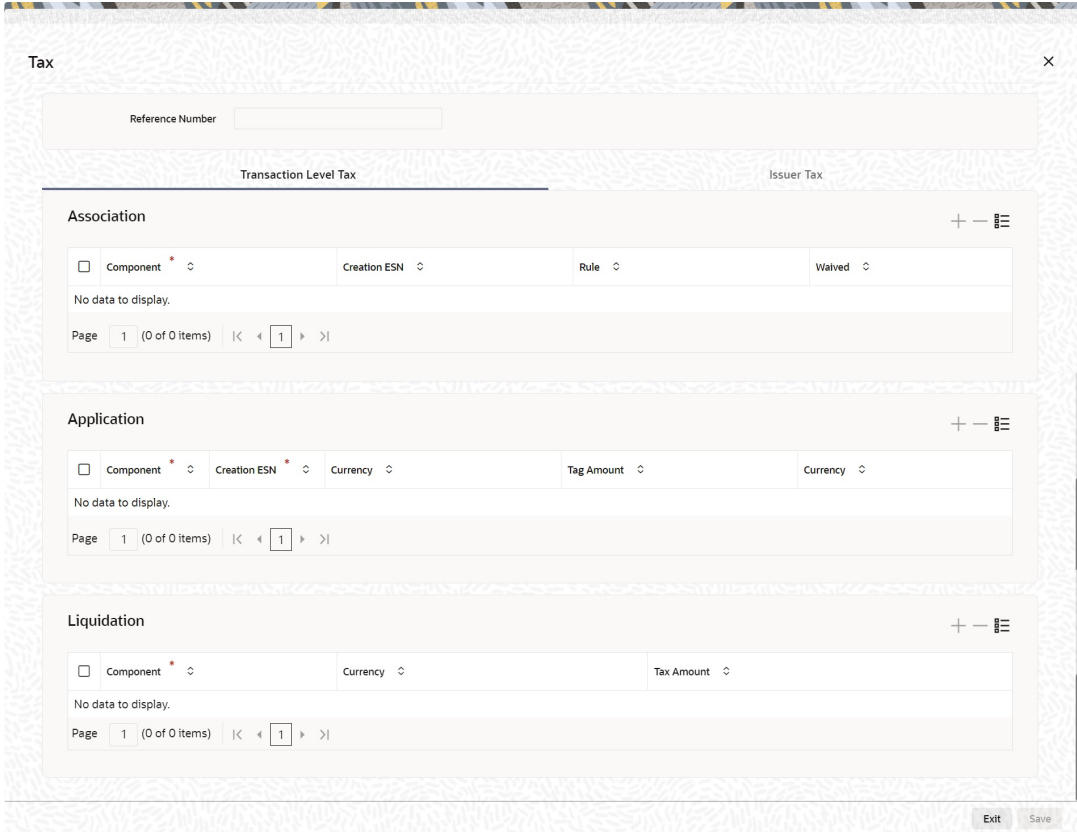 Tax
Reference Number
Transaction Level Tax Issuer Tax
Association
Component * Creation ESN Rule Waived
No data to display.
Page 1 (0 of 0 items) 1
Application
Component * Creation ESN * Currency Tag Amount Currency
No data to display.
Page 1 (0 of 0 items) 1
Liquidation
Component * Currency Tax Amount
No data to display.
Page 1 (0 of 0 items) 1
Exit Save